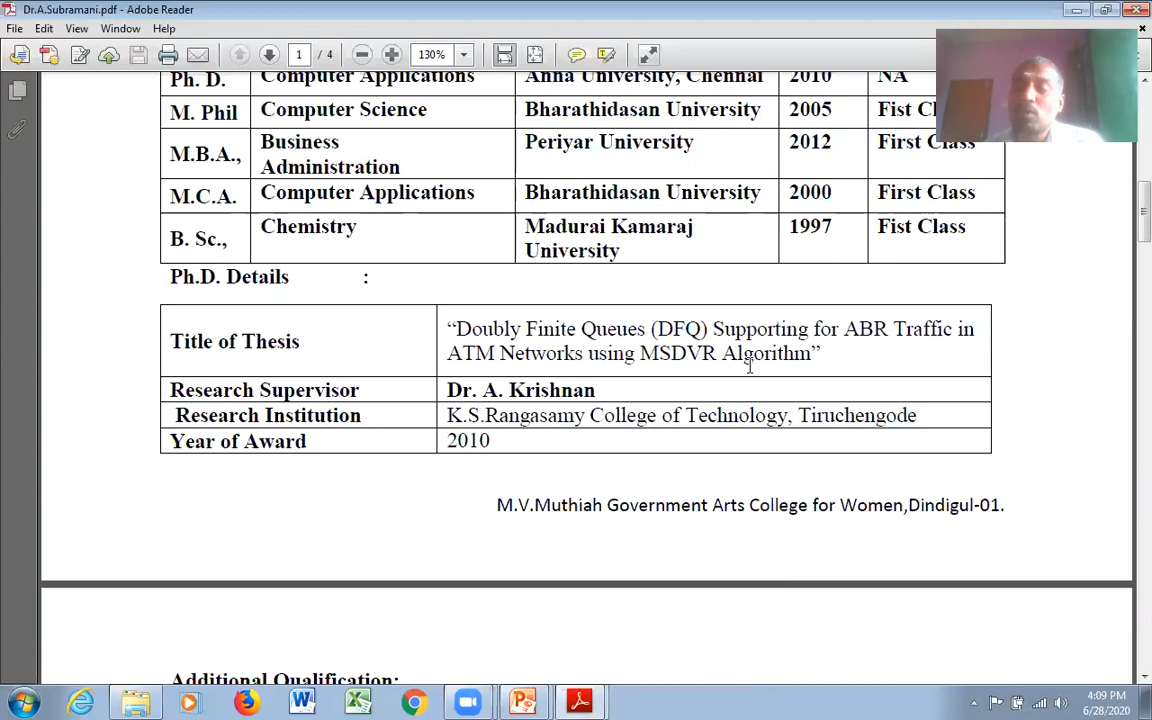 Dr.A.Subramani.pdf - Adobe Reader
File Edit View Window Help
1 / 4 130%
Ph. D. Computer Applications Anna University, Chennai 2010 NA
M. Phil Computer Science Bharathidasan University 2005 Fist
M.B.A., Business Administration Periyar University 2012 First Class
M.C.A. Computer Applications Bharathidasan University 2000 First Class
B. Sc., Chemistry Madurai Kamaraj University 1997 Fist Class
Ph.D. Details :
Title of Thesis “Doubly Finite Queues (DFQ) Supporting for ABR Traffic in
ATM Networks using MSDVR Algorithm”
Research Supervisor Dr. A. Krishnan
Research Institution K.S.Rangasamy College of Technology, Tiruchengode
Year of Award 2010
M.V.Muthiah Government Arts College for Women,Dindigul-01.
Additional Qualification:
4:09 PM
6/28/2020